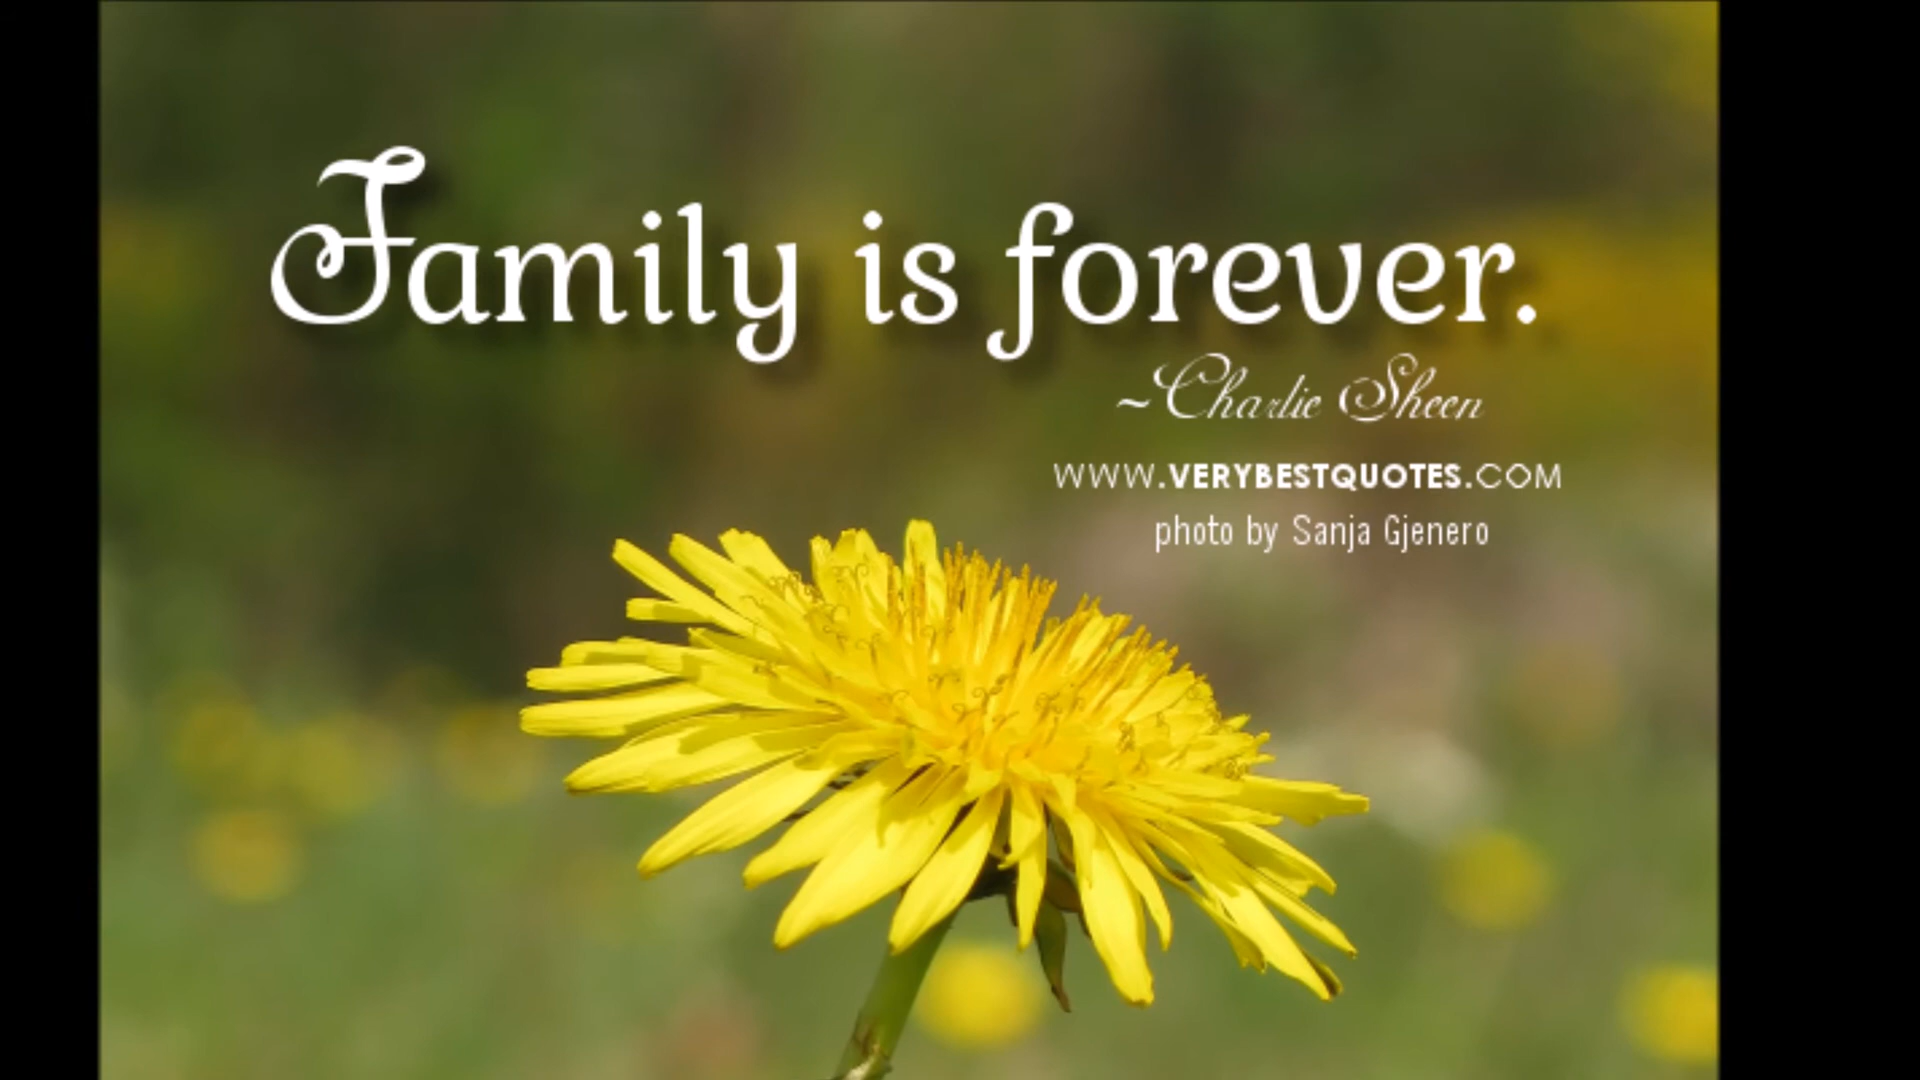 Family is forever.
~Charlie Sheen
WWW.VERYBESTQUOTES.COM
photo by Sanja Gjenero